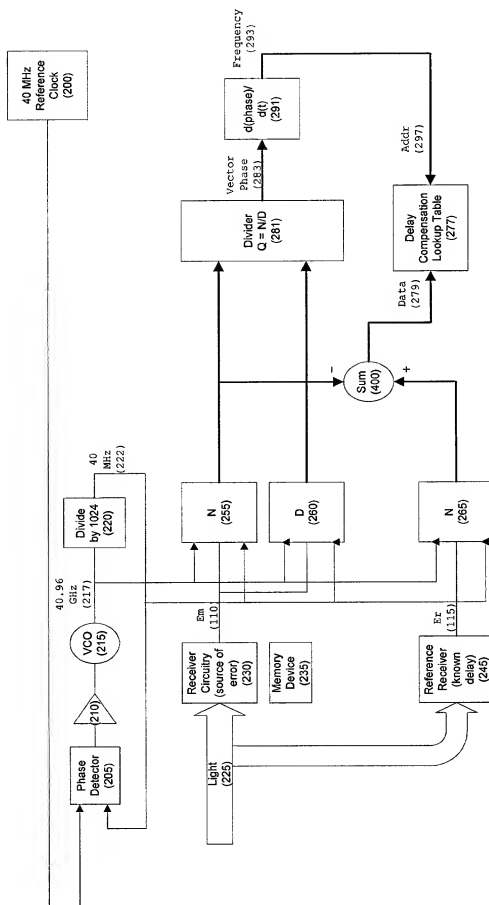 40 MHz
Reference
Clock
(200)
Phase
Detector
(205)
(210)
VCO
(215)
40.96
GHz
(217)
Divide
by 1024
(220)
40
MHz
(222)
Light
(225)
Receiver
Circuitry
(source of
error)
(230)
Memory
Device
(235)
Reference
Receiver
(known
delay)
(245)
Em
(110)
Er
(115)
N
(255)
D
(260)
N
(265)
-
Sum
(400)
+
Divider
Q = N/D
(281)
Vector
Phase
(283)
d(phase)/
d(t)
(291)
Frequency
(293)
Data
(279)
Delay
Compensation
Lookup Table
(277)
Addr
(297)